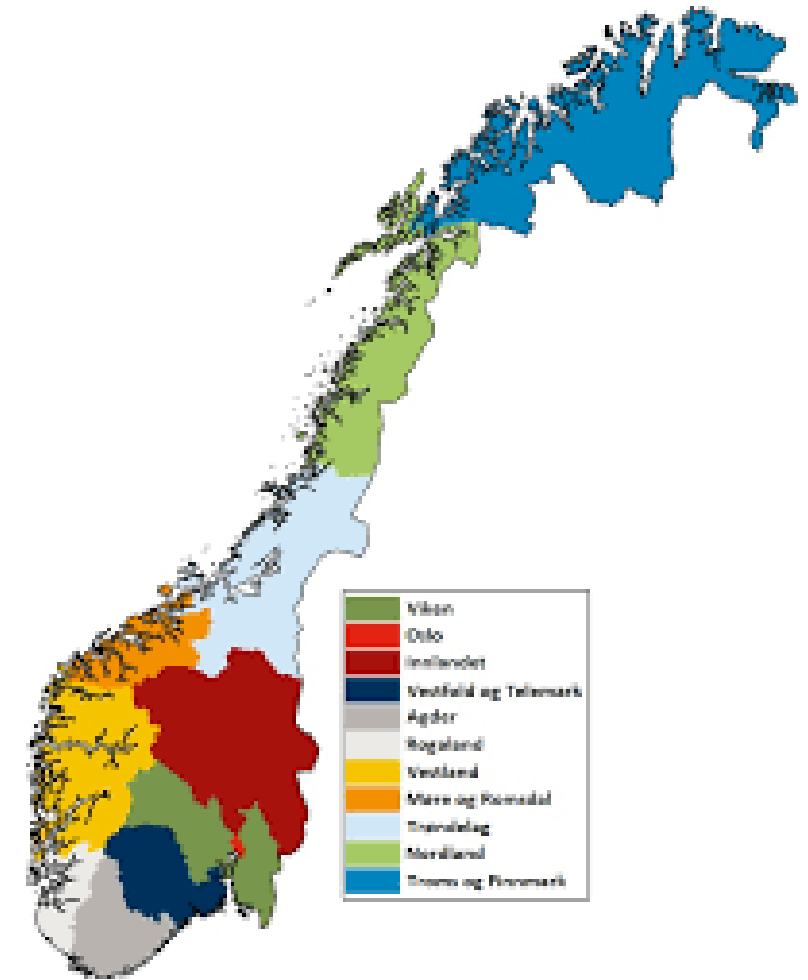 Viken
Oslo
Innlandet
Vestfold og Telemark
Agder
Rogaland
Vestland
Møre og Romsdal
Trøndelag
Nordland
Troms og Finnmark